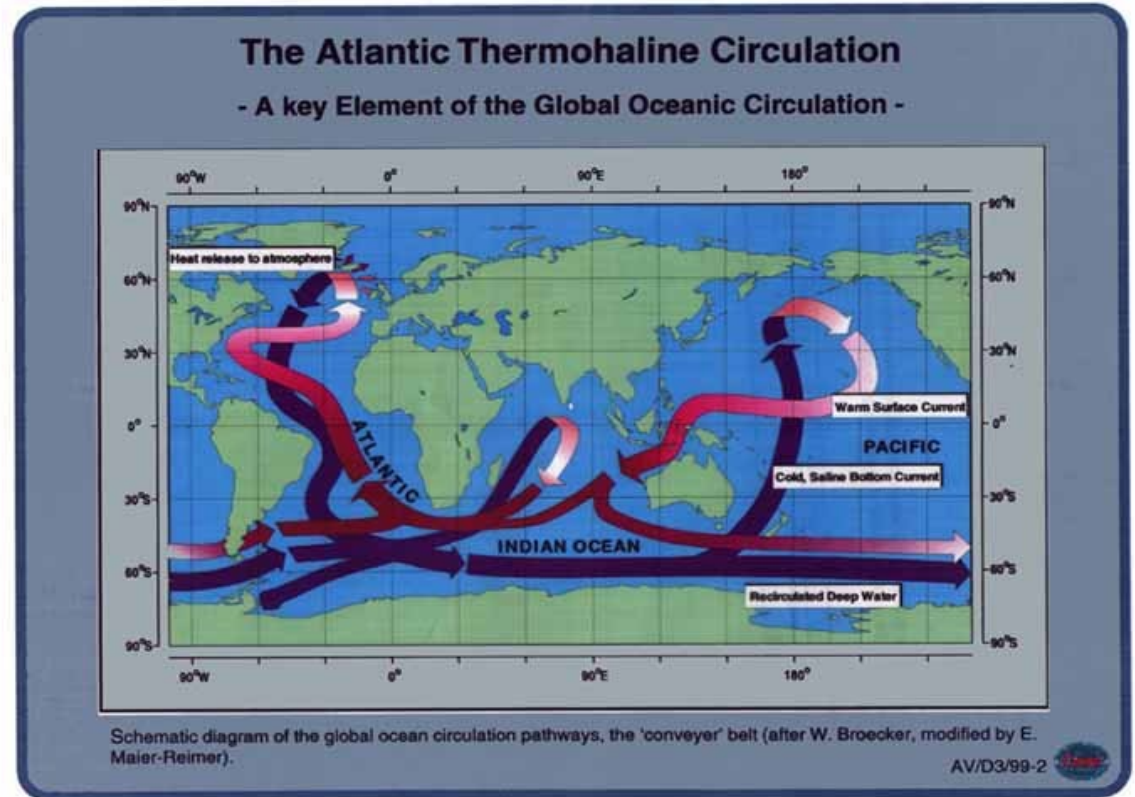 The Atlantic Thermohaline Circulation
- A key Element of the Global Oceanic Circulation -
90°W 0° 90°E 180°
90°N 90°N
Heat release to atmosphere
60°N 60°N
30°N 30°N
Warm Surface Current
0° 0°
ATLANTIC
PACIFIC
Cold, Saline Bottom Current
30°S 30°S
INDIAN OCEAN
60°S 60°S
Recirculated Deep Water
90°S 90°S
90°W 0° 90°E 180°
Schematic diagram of the global ocean circulation pathways, the 'conveyer' belt (after W. Broecker, modified by E.
Maier-Reimer).
AV/D3/99-2